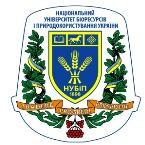 НАЦІОНАЛЬНИЙ
УНІВЕРСИТЕТ БІОРЕСУРСІВ
І ПРИРОДОКОРИСТУВАННЯ УКРАЇНИ
НУБІП
1898